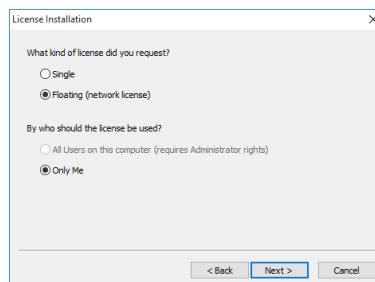 License Installation
What kind of license did you request?
Single
Floating (network license)
By who should the license be used?
All Users on this computer (requires Administrator rights)
Only Me
< Back Next > Cancel